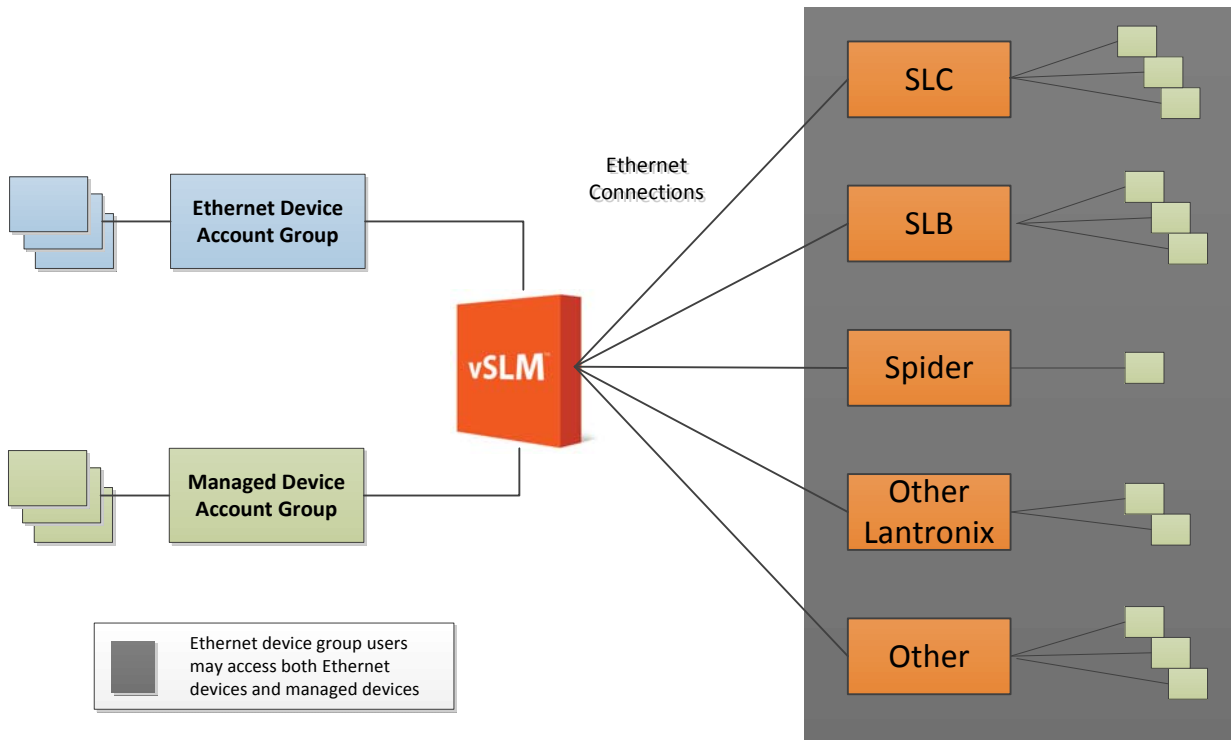 Ethernet Device
Account Group
Managed Device
Account Group
Ethernet device group users
may access both Ethernet
devices and managed devices
vSLM™
Ethernet
Connections
SLC
SLB
Spider
Other
Lantronix
Other